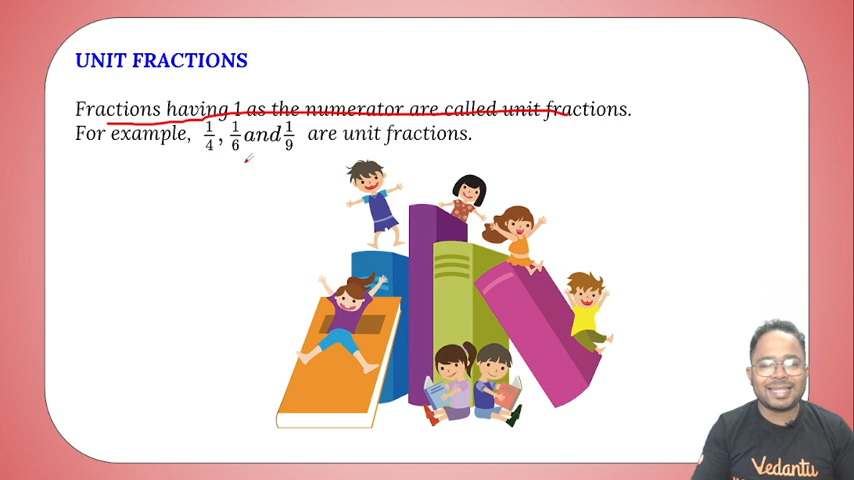 UNIT FRACTIONS
Fractions having 1 as the numerator are called unit fractions.
For example, 1/4, 1/6 and 1/9 are unit fractions.
Vedantu